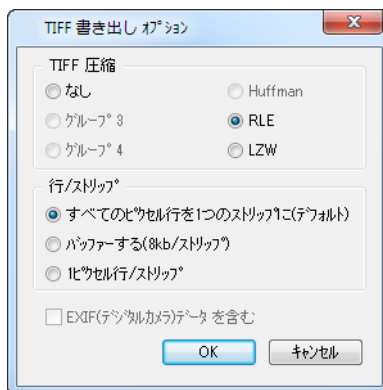 TIFF 書き出し ｵﾌﾟｼｮﾝ
TIFF 圧縮
なし
Huffman
ｸﾞﾙｰﾌﾟ 3
RLE
ｸﾞﾙｰﾌﾟ 4
LZW
行/ｽﾄﾘｯﾌﾟ
すべてのﾋﾟｸｾﾙ行を1つのｽﾄﾘｯﾌﾟに(ﾃﾞﾌｫﾙﾄ)
ﾊﾞｯﾌｧｰする(8kb/ｽﾄﾘｯﾌﾟ)
1ﾋﾟｸｾﾙ行/ｽﾄﾘｯﾌﾟ
EXIF(ﾃﾞｼﾞﾀﾙｶﾒﾗ)ﾃﾞｰﾀ を含む
OK
ｷｬﾝｾﾙ